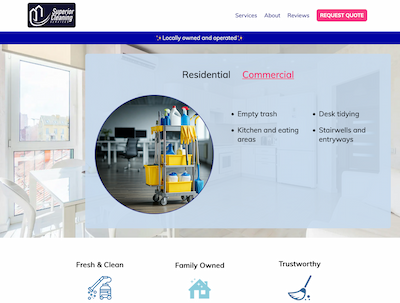 Superior
Cleaning
SERVICES
Services About Reviews REQUEST QUOTE
✨Locally owned and operated✨
Residential Commercial
• Empty trash
• Kitchen and eating
areas
• Desk tidying
• Stairwells and
entryways
Fresh & Clean
Family Owned
Trustworthy